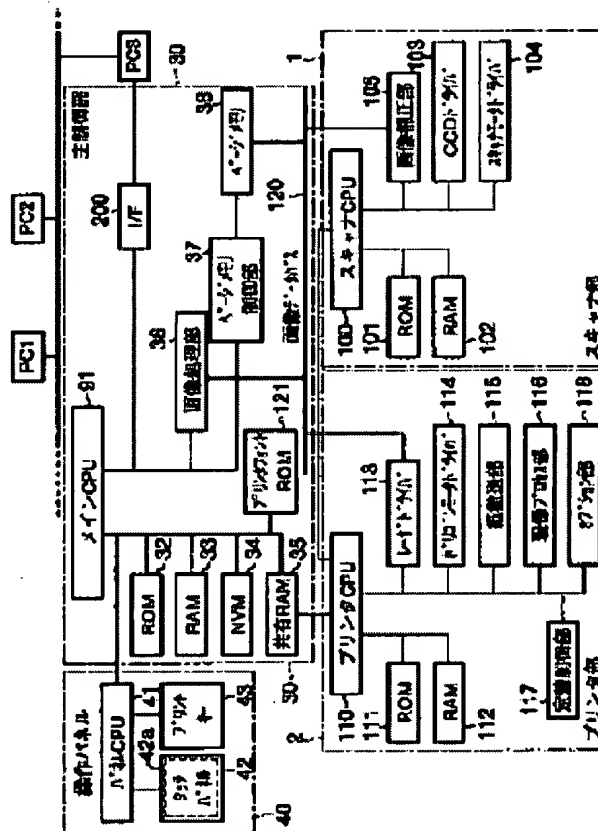 PC1
PC2
PC3
操作パネル
パネルCPU
41
42a
タッチ
パネル
42
プリント
キー
43
40
メインCPU
91
主制御部
30
I/F
200
ROM
32
RAM
33
NVM
34
共有RAM
35
30
画像処理部
36
ページメモリ
制御部
37
ページメモリ
38
プリンタフォント
ROM
121
画像データバス
120
2
プリンタCPU
110
ROM
111
RAM
112
レーザドライバ
113
ポリゴンモータドライバ
114
紙搬送部
115
現像プロセス部
116
定着制御部
117
オプション部
118
プリンタ部
1
スキャナCPU
100
ROM
101
RAM
102
画像補正部
105
CCDドライバ
103
スキャナモータドライバ
104
スキャナ部